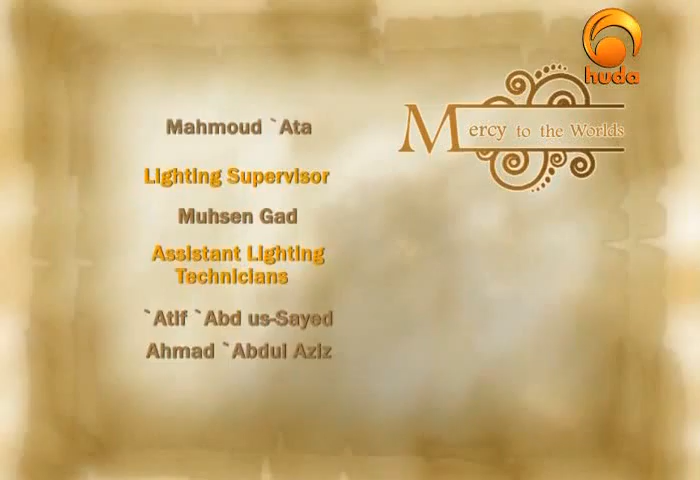 huda
Mercy to the Worlds
Mahmoud `Ata
Lighting Supervisor
Muhsen Gad
Assistant Lighting
Technicians
`Atif `Abd us-Sayed
Ahmad `Abdul Aziz